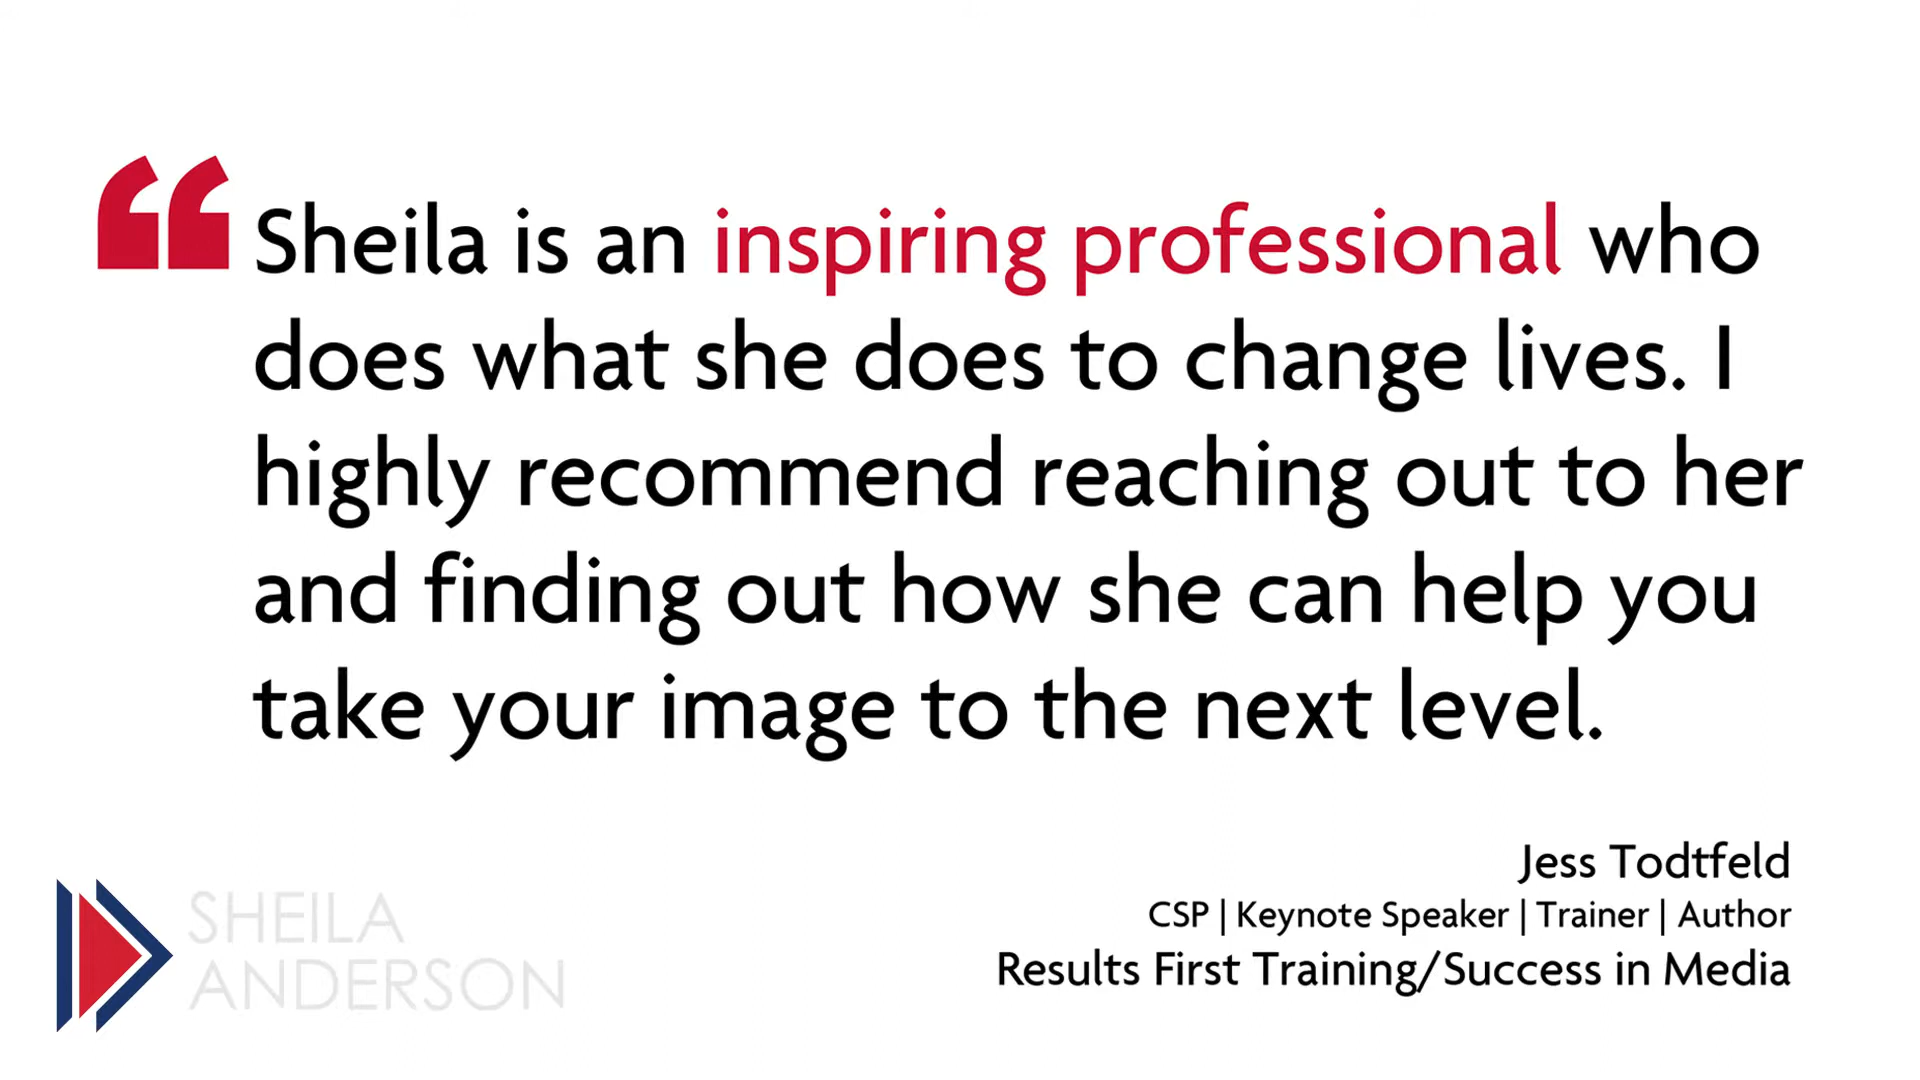 Sheila is an inspiring professional who
does what she does to change lives. I
highly recommend reaching out to her
and finding out how she can help you
take your image to the next level.
Jess Todtfeld
CSP | Keynote Speaker | Trainer | Author
Results First Training/Success in Media
SHEILA
ANDERSON